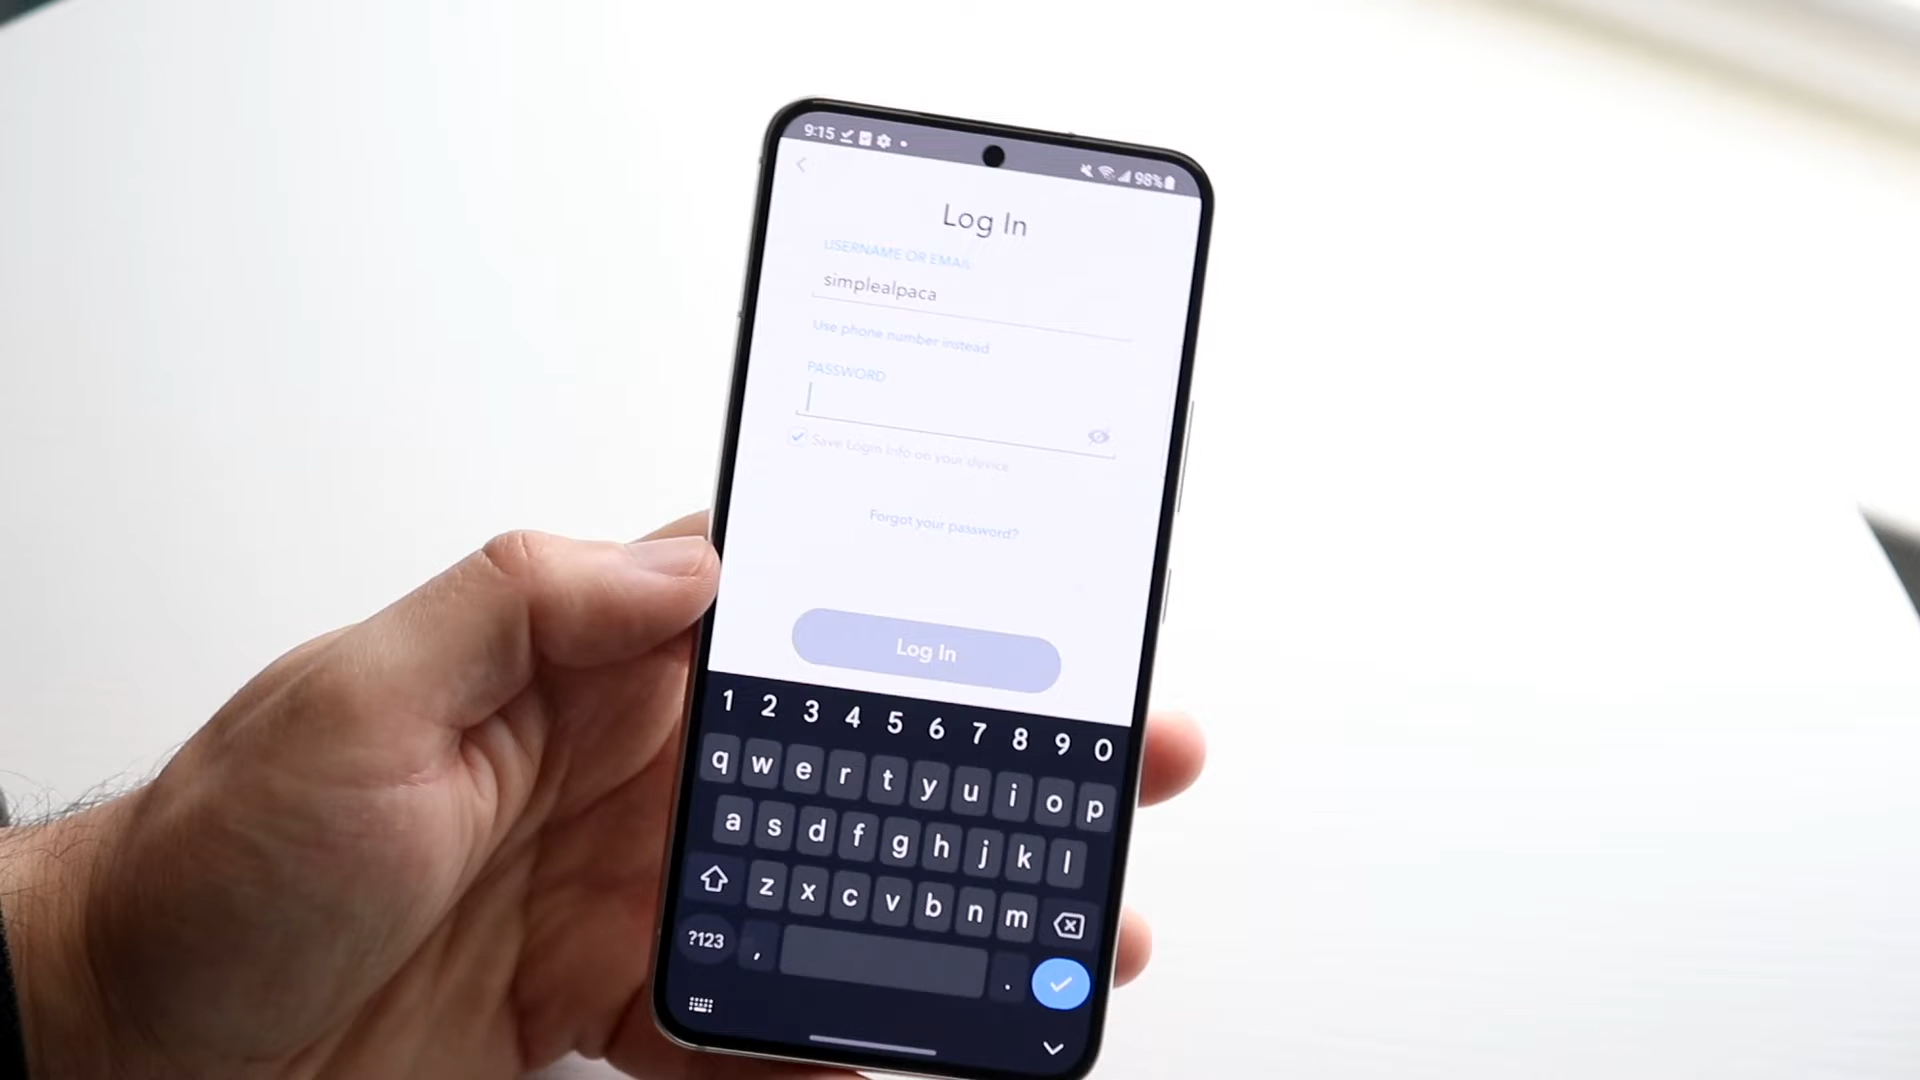 9:15 98%
Log In
USERNAME OR EMAIL
simplealpaca
Use phone number instead
PASSWORD
Save Login Info on your device
Forgot your password?
Log In
1 2 3 4 5 6 7 8 9 0
q w e r t y u i o p
a s d f g h j k l
z x c v b n m
?123 , .